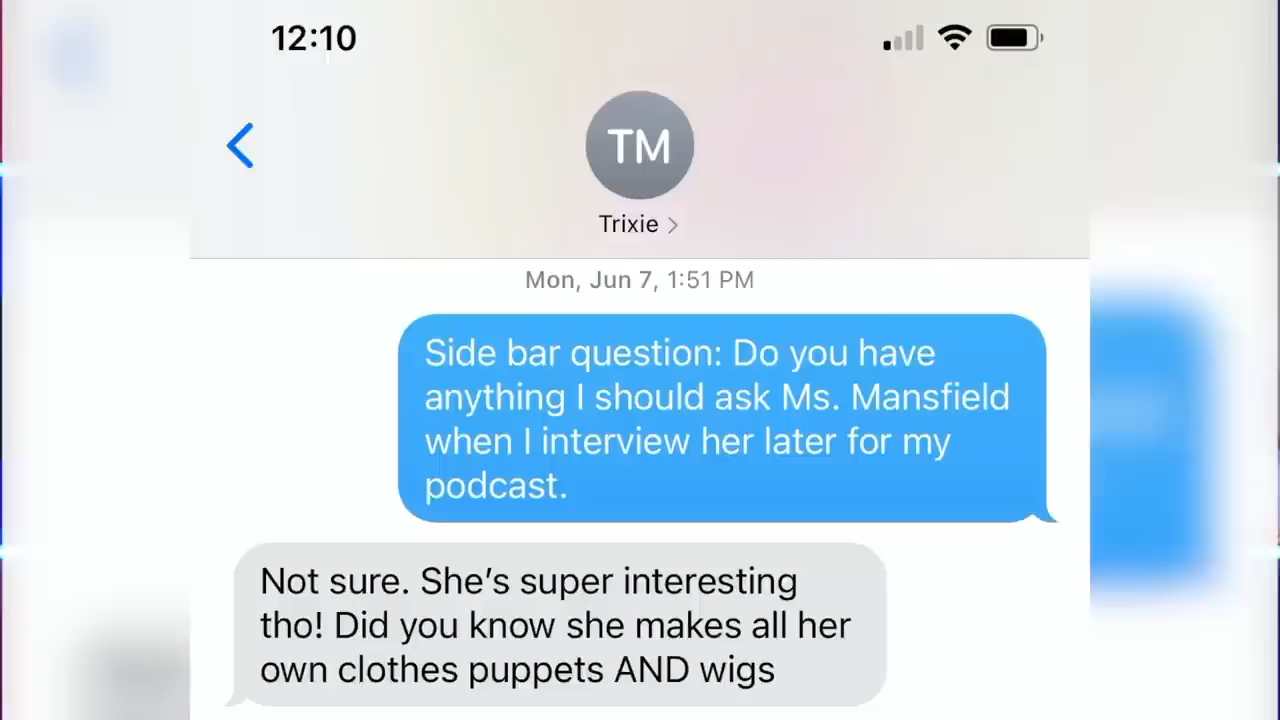 12:10
TM
Trixie >
Mon, Jun 7, 1:51 PM
Side bar question: Do you have
anything I should ask Ms. Mansfield
when I interview her later for my
podcast.
Not sure. She’s super interesting
tho! Did you know she makes all her
own clothes puppets AND wigs